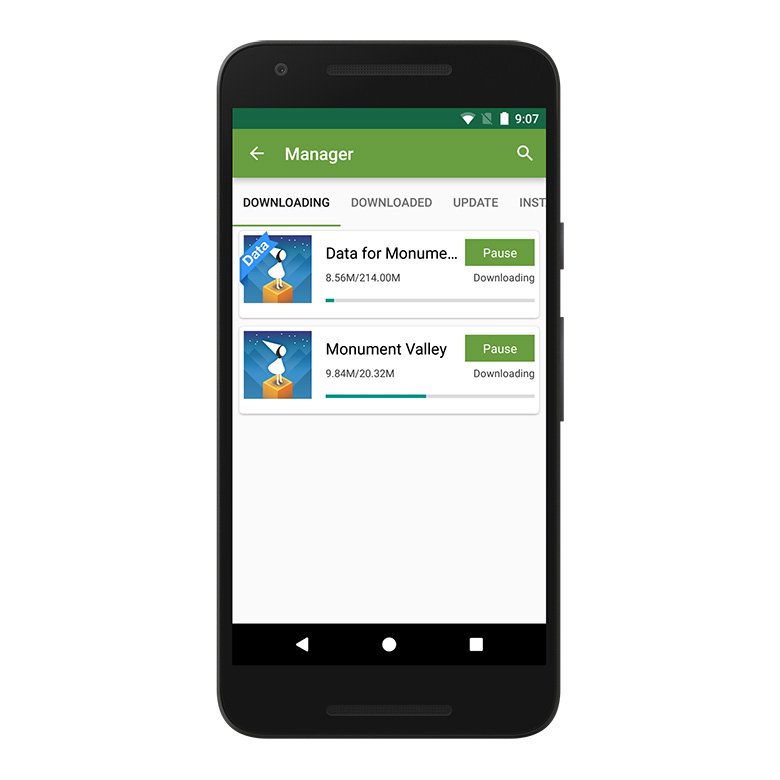 9:07
Manager
DOWNLOADING DOWNLOADED UPDATE INST
Data
Data for Monume... Pause
8.56M/214.00M Downloading
Monument Valley Pause
9.84M/20.32M Downloading